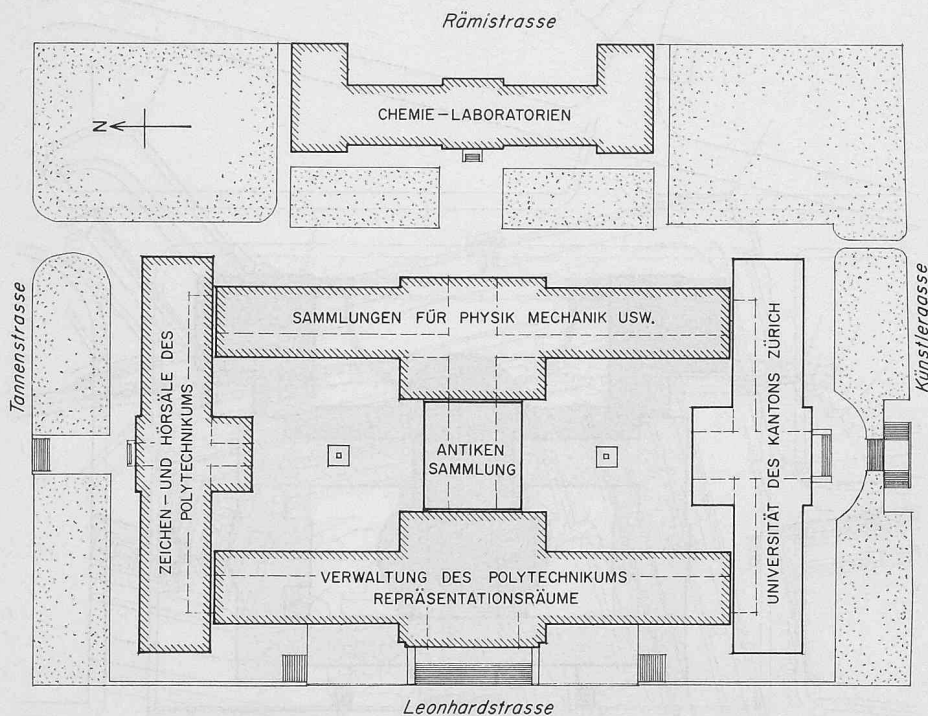 Rämistrasse
CHEMIE-LABORATORIEN
N
Tannenstrasse
Künstlergasse
SAMMLUNGEN FÜR PHYSIK MECHANIK USW.
ZEICHEN- UND HÖRSÄLE DES
POLYTECHNIKUMS
ANTIKEN
SAMMLUNG
UNIVERSITÄT DES KANTONS ZÜRICH
VERWALTUNG DES POLYTECHNIKUMS
REPRÄSENTATIONSRÄUME
Leonhardstrasse